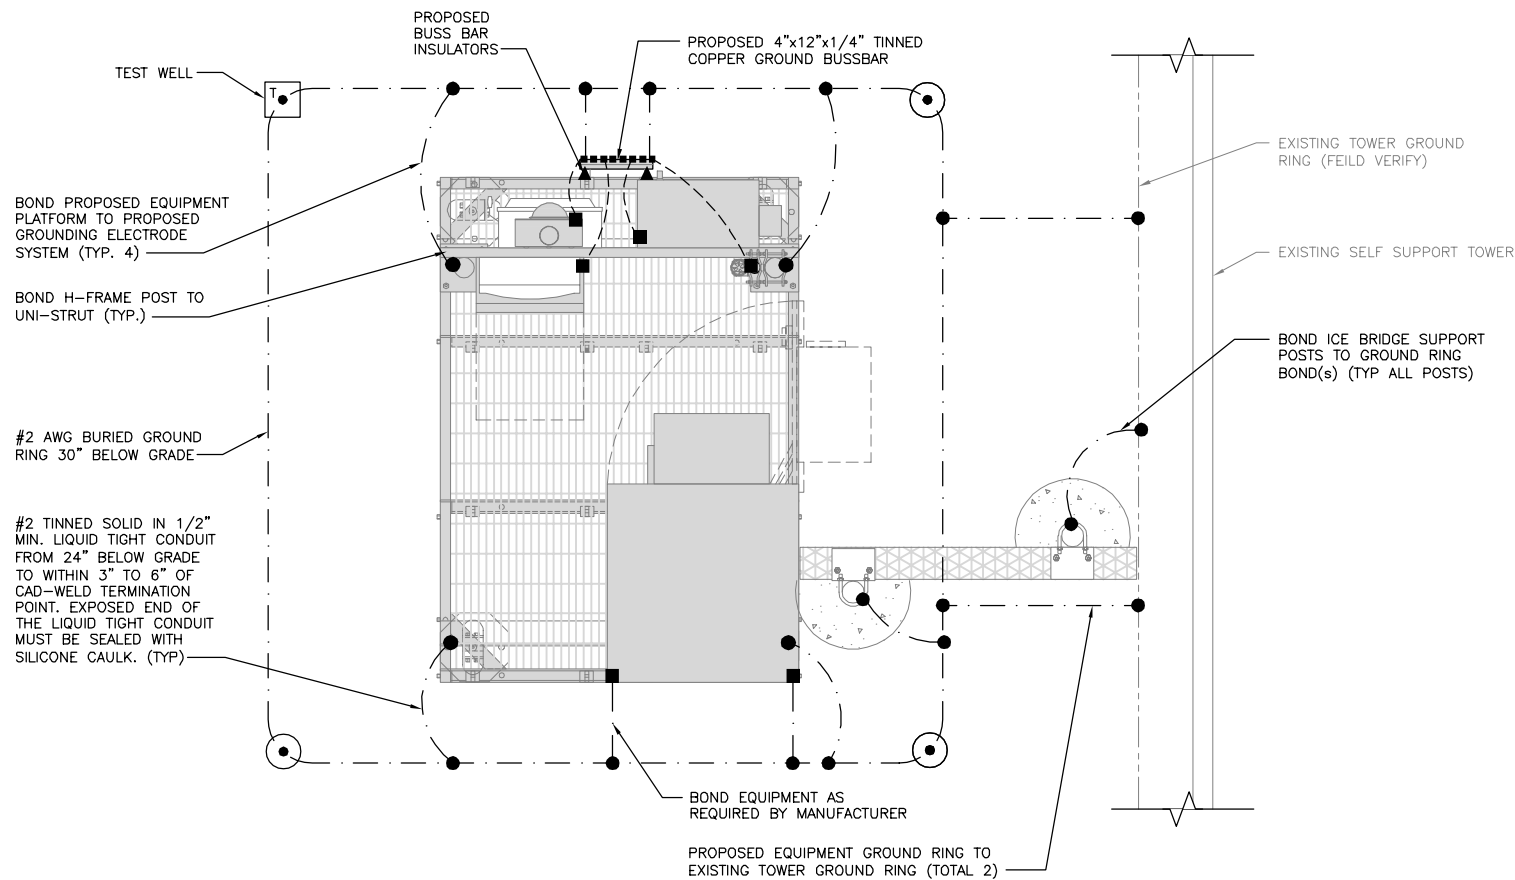 PROPOSED
BUSS BAR
INSULATORS
PROPOSED 4"x12"x1/4" TINNED
COPPER GROUND BUSSBAR
TEST WELL
T
EXISTING TOWER GROUND
RING (FEILD VERIFY)
BOND PROPOSED EQUIPMENT
PLATFORM TO PROPOSED
GROUNDING ELECTRODE
SYSTEM (TYP. 4)
EXISTING SELF SUPPORT TOWER
BOND H-FRAME POST TO
UNI-STRUT (TYP.)
BOND ICE BRIDGE SUPPORT
POSTS TO GROUND RING
BOND(s) (TYP ALL POSTS)
#2 AWG BURIED GROUND
RING 30" BELOW GRADE
#2 TINNED SOLID IN 1/2"
MIN. LIQUID TIGHT CONDUIT
FROM 24" BELOW GRADE
TO WITHIN 3" TO 6" OF
CAD-WELD TERMINATION
POINT. EXPOSED END OF
THE LIQUID TIGHT CONDUIT
MUST BE SEALED WITH
SILICONE CAULK. (TYP)
BOND EQUIPMENT AS
REQUIRED BY MANUFACTURER
PROPOSED EQUIPMENT GROUND RING TO
EXISTING TOWER GROUND RING (TOTAL 2)